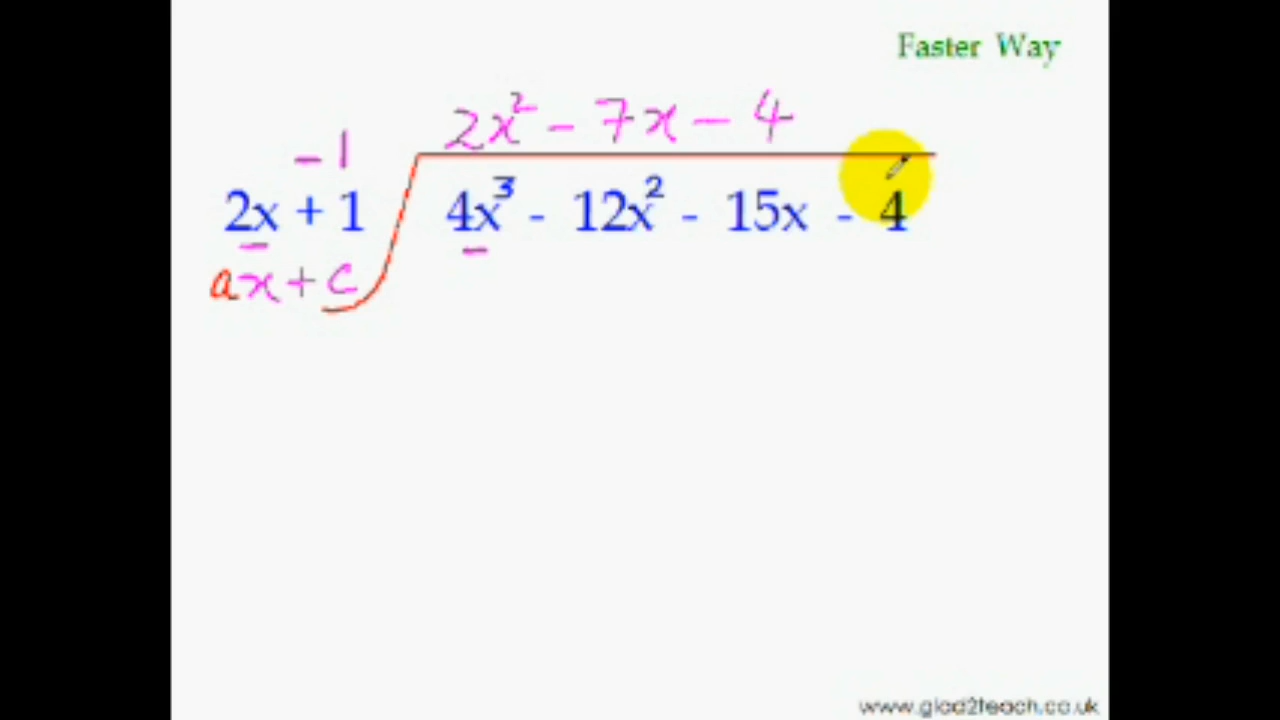 Faster Way
2x² - 7x - 4
- 1
2x + 1
4x³ - 12x² - 15x - 4
ax + c
www.glad2teach.co.uk